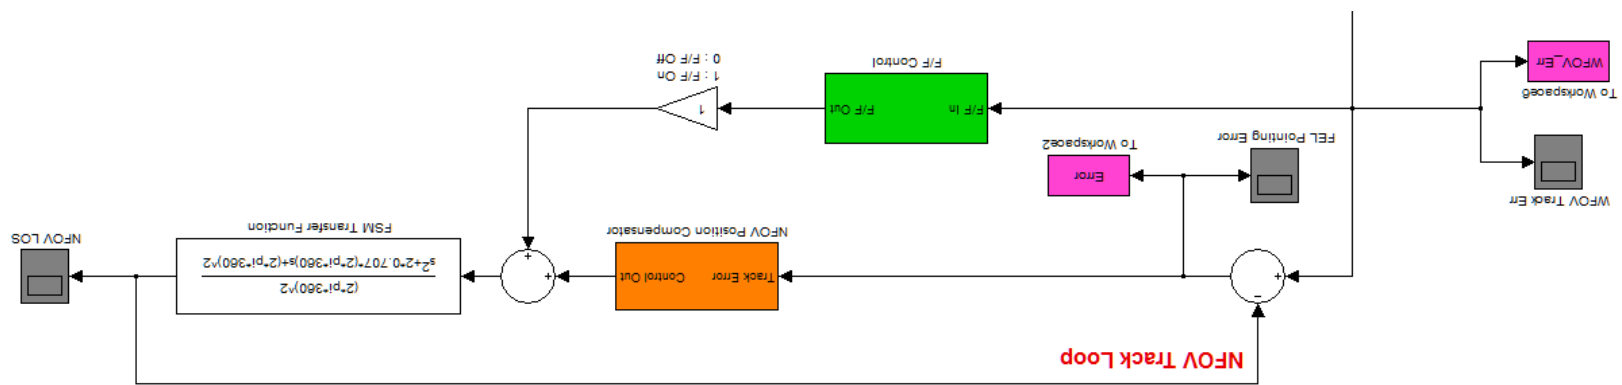 NFOV Track Loop
WFOV Track Err
FEL Pointing Error
To Workspace6
WFOV_Err
+
−
Track Error
Control Out
NFOV Position Compensator
Error
To Workspace2
F/F In
F/F Out
F/F Control
1
1 : F/F On
0 : F/F Off
+
+
(2*pi*360)^2
s^2+2*0.707*(2*pi*360)s+(2*pi*360)^2
FSM Transfer Function
NFOV LOS